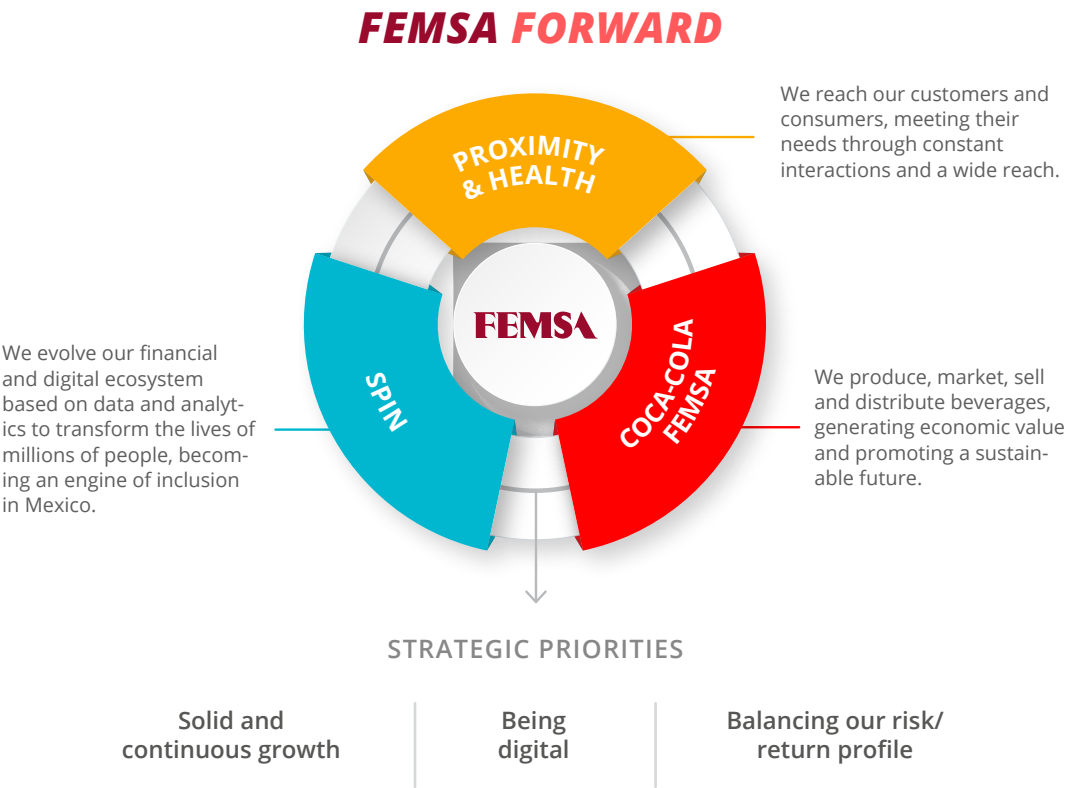 FEMSA FORWARD
We reach our customers and
consumers, meeting their
needs through constant
interactions and a wide reach.
PROXIMITY
& HEALTH
FEMSA
SPIN
COCA-COLA
FEMSA
We evolve our financial
and digital ecosystem
based on data and analyt-
ics to transform the lives of
millions of people, becom-
ing an engine of inclusion
in Mexico.
We produce, market, sell
and distribute beverages,
generating economic value
and promoting a sustain-
able future.
STRATEGIC PRIORITIES
Solid and
continuous growth
Being
digital
Balancing our risk/
return profile